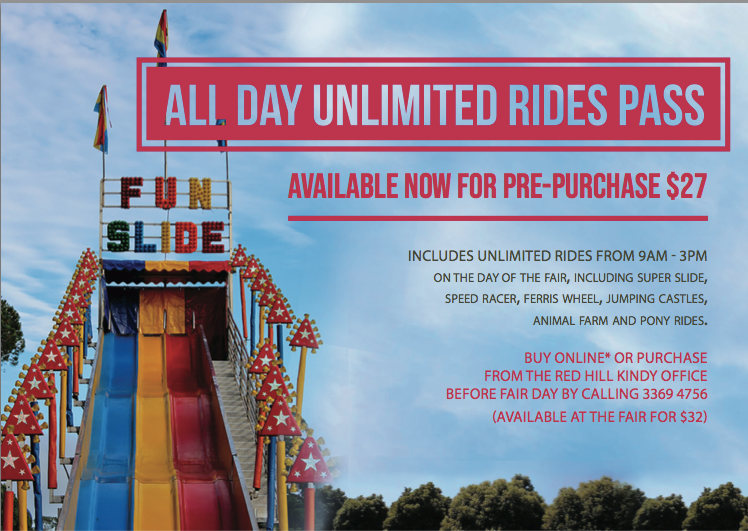 ALL DAY UNLIMITED RIDES PASS
AVAILABLE NOW FOR PRE-PURCHASE $27
FUN
SLIDE
INCLUDES UNLIMITED RIDES FROM 9AM - 3PM
ON THE DAY OF THE FAIR, INCLUDING SUPER SLIDE,
SPEED RACER, FERRIS WHEEL, JUMPING CASTLES,
ANIMAL FARM AND PONY RIDES.
BUY ONLINE* OR PURCHASE
FROM THE RED HILL KINDY OFFICE
BEFORE FAIR DAY BY CALLING 3369 4756
(AVAILABLE AT THE FAIR FOR $32)